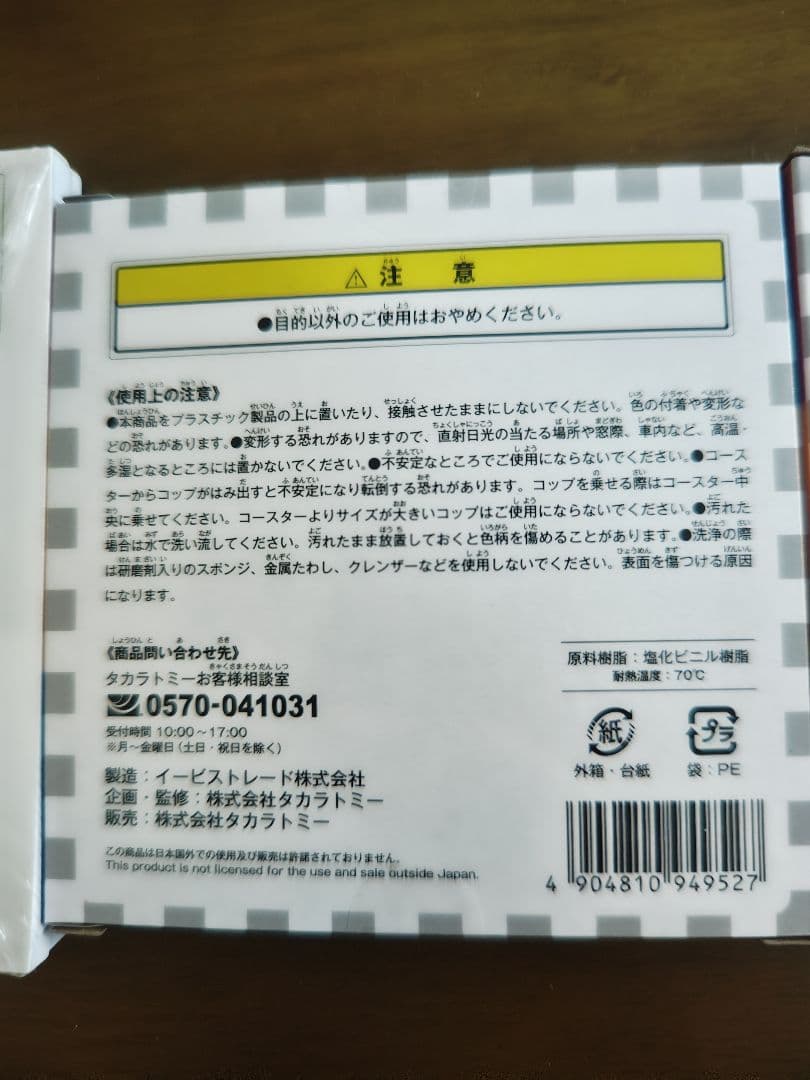 ⚠注 意
●目的以外のご使用はおやめください。
《使用上の注意》
●本商品をプラスチック製品の上に置いたり、接触させたままにしないでください。色の付着や変形な
どの恐れがあります。●変形する恐れがありますので、直射日光の当たる場所や窓際、車内など、高温・
多湿となるところには置かないでください。●不安定なところでご使用にならないでください。●コース
ターからコップがはみ出すと不安定になり転倒する恐れがあります。コップを乗せる際はコースター中
央に乗せてください。コースターよりサイズが大きいコップはご使用にならないでください。●汚れた
場合は水で洗い流してください。汚れたまま放置しておくと色柄を傷めることがあります。●洗浄の際
は研磨剤入りのスポンジ、金属たわし、クレンザーなどを使用しないでください。表面を傷つける原因
になります。
《商品問い合わせ先》
タカラトミーお客様相談室
0570-041031
受付時間 10:00～17:00
※月～金曜日(土日・祝日を除く)
製造：イービストレード株式会社
企画・監修：株式会社タカラトミー
販売：株式会社タカラトミー
この商品は日本国外での使用及び販売は許諾されておりません。
This product is not licensed for the use and sale outside Japan.
原料樹脂：塩化ビニル樹脂
耐熱温度：70℃
紙
外箱・台紙
プラ
袋：PE
4 904810 949527